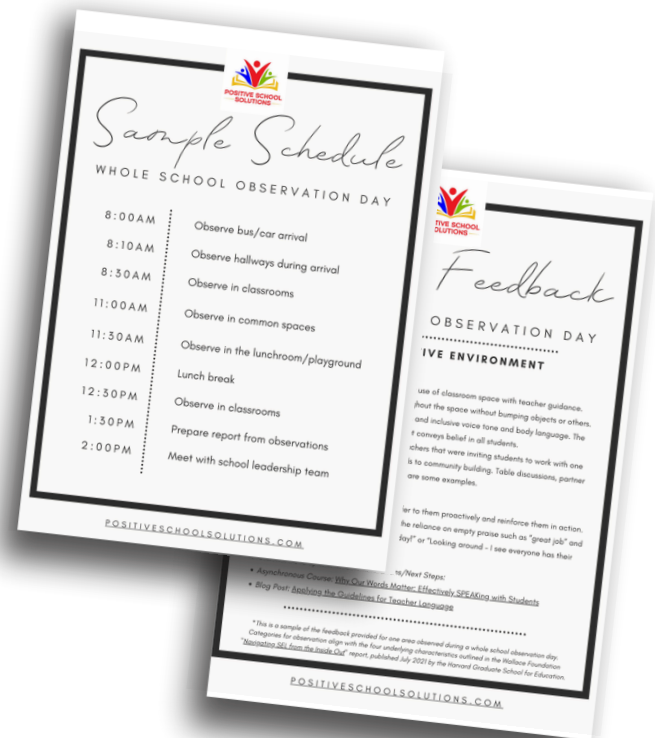 POSITIVE SCHOOL
SOLUTIONS
Sample Schedule
WHOLE SCHOOL OBSERVATION DAY
8:00AM Observe bus/car arrival
8:10AM Observe hallways during arrival
8:30AM Observe in classrooms
11:00AM Observe in common spaces
11:30AM Observe in the lunchroom/playground
12:00PM Lunch break
12:30PM Observe in classrooms
1:30PM Prepare report from observations
2:00PM Meet with school leadership team
POSITIVESCHOOLSOLUTIONS.COM
TIVE SCHOOL
OLUTIONS
Feedback
OBSERVATION DAY
IVE ENVIRONMENT
use of classroom space with teacher guidance.
hout the space without bumping objects or others.
and inclusive voice tone and body language. The
t conveys belief in all students.
chers that were inviting students to work with one
is to community building. Table discussions, partner
are some examples.
ier to them proactively and reinforce them in action.
he reliance on empty praise such as "great job" and
day!" or "Looking around - I see everyone has their
es/Next Steps:
• Asynchronous Course: Why Our Words Matter: Effectively SPEAKing with Students
• Blog Post: Applying the Guidelines for Teacher Language
*This is a sample of the feedback provided for one area observed during a whole school observation day.
Categories for observation align with the four underlying characteristics outlined in the Wallace Foundation
"Navigating SEL from the Inside Out" report, published July 2021 by the Harvard Graduate School for Education.
POSITIVESCHOOLSOLUTIONS.COM